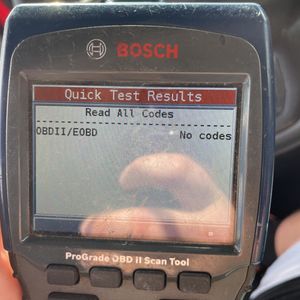 BOSCH
Quick Test Results
Read All Codes
OBDII/EOBD * No codes
ProGrade OBD II Scan Tool